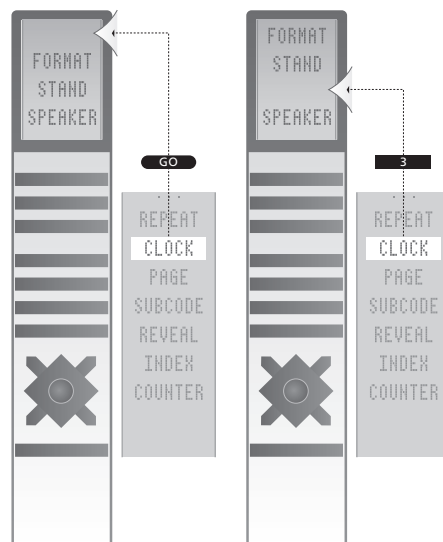 FORMAT
STAND
SPEAKER
GO
REPEAT
CLOCK
PAGE
SUBCODE
REVEAL
INDEX
COUNTER
FORMAT
STAND
SPEAKER
3
REPEAT
CLOCK
PAGE
SUBCODE
REVEAL
INDEX
COUNTER